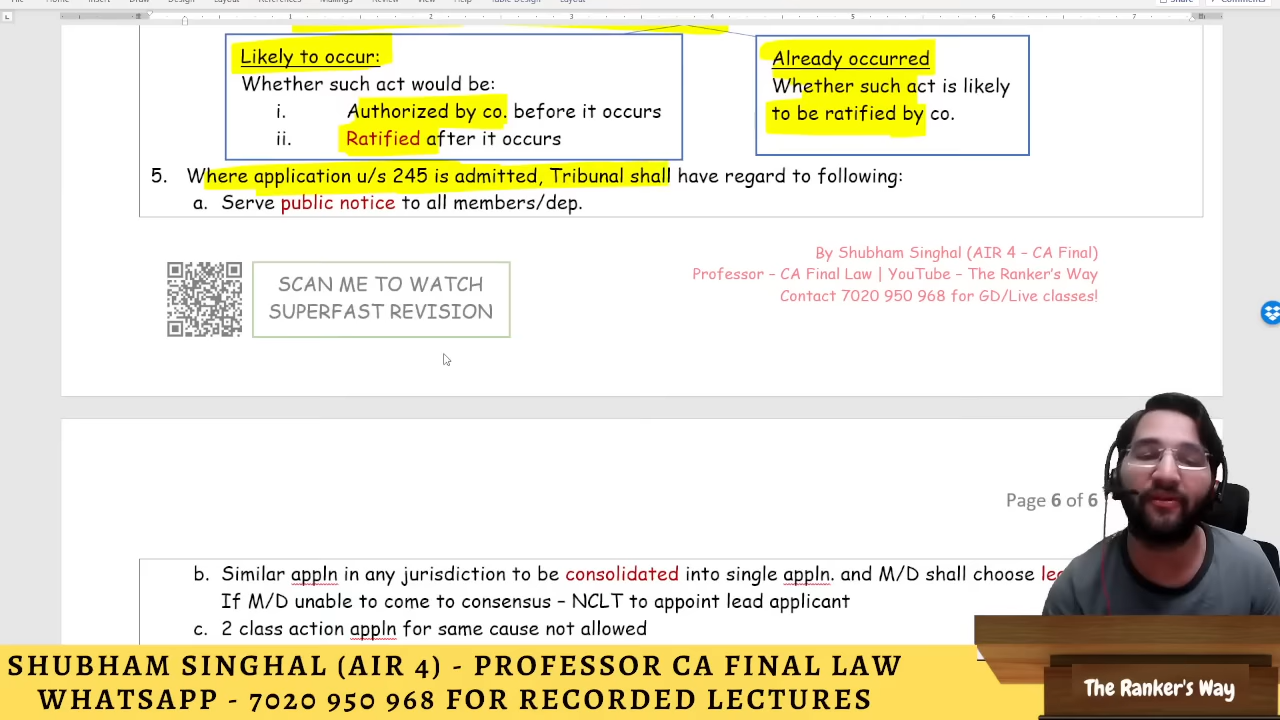 Likely to occur:
Whether such act would be:
i. Authorized by co. before it occurs
ii. Ratified after it occurs
Already occurred
Whether such act is likely
to be ratified by co.
5. Where application u/s 245 is admitted, Tribunal shall have regard to following:
a. Serve public notice to all members/dep.
SCAN ME TO WATCH
SUPERFAST REVISION
By Shubham Singhal (AIR 4 – CA Final)
Professor – CA Final Law | YouTube – The Ranker's Way
Contact 7020 950 968 for GD/Live classes!
Page 6 of 6
b. Similar appln in any jurisdiction to be consolidated into single appln. and M/D shall choose
If M/D unable to come to consensus – NCLT to appoint lead applicant
c. 2 class action appln for same cause not allowed
SHUBHAM SINGHAL (AIR 4) - PROFESSOR CA FINAL LAW
WHATSAPP - 7020 950 968 FOR RECORDED LECTURES
The Ranker's Way